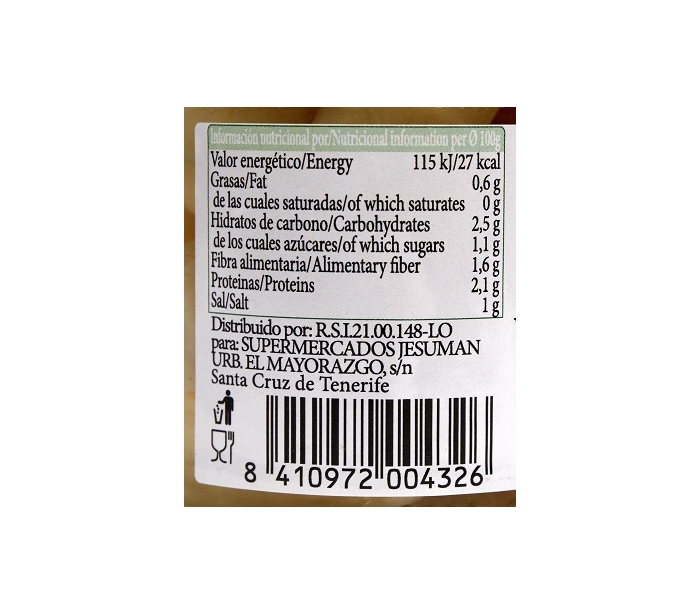 Información nutricional por/Nutricional information per Ø 100g
Valor energético/Energy 115 kJ/27 kcal
Grasas/Fat 0,6 g
de las cuales saturadas/of which saturates 0 g
Hidratos de carbono/Carbohydrates 2,5 g
de los cuales azúcares/of which sugars 1,1 g
Fibra alimentaria/Alimentary fiber 1,6 g
Proteinas/Proteins 2,1 g
Sal/Salt 1 g
Distribuido por: R.S.I.21.00.148-LO
para: SUPERMERCADOS JESUMAN
URB. EL MAYORAZGO, s/n
Santa Cruz de Tenerife
8 410972 004326